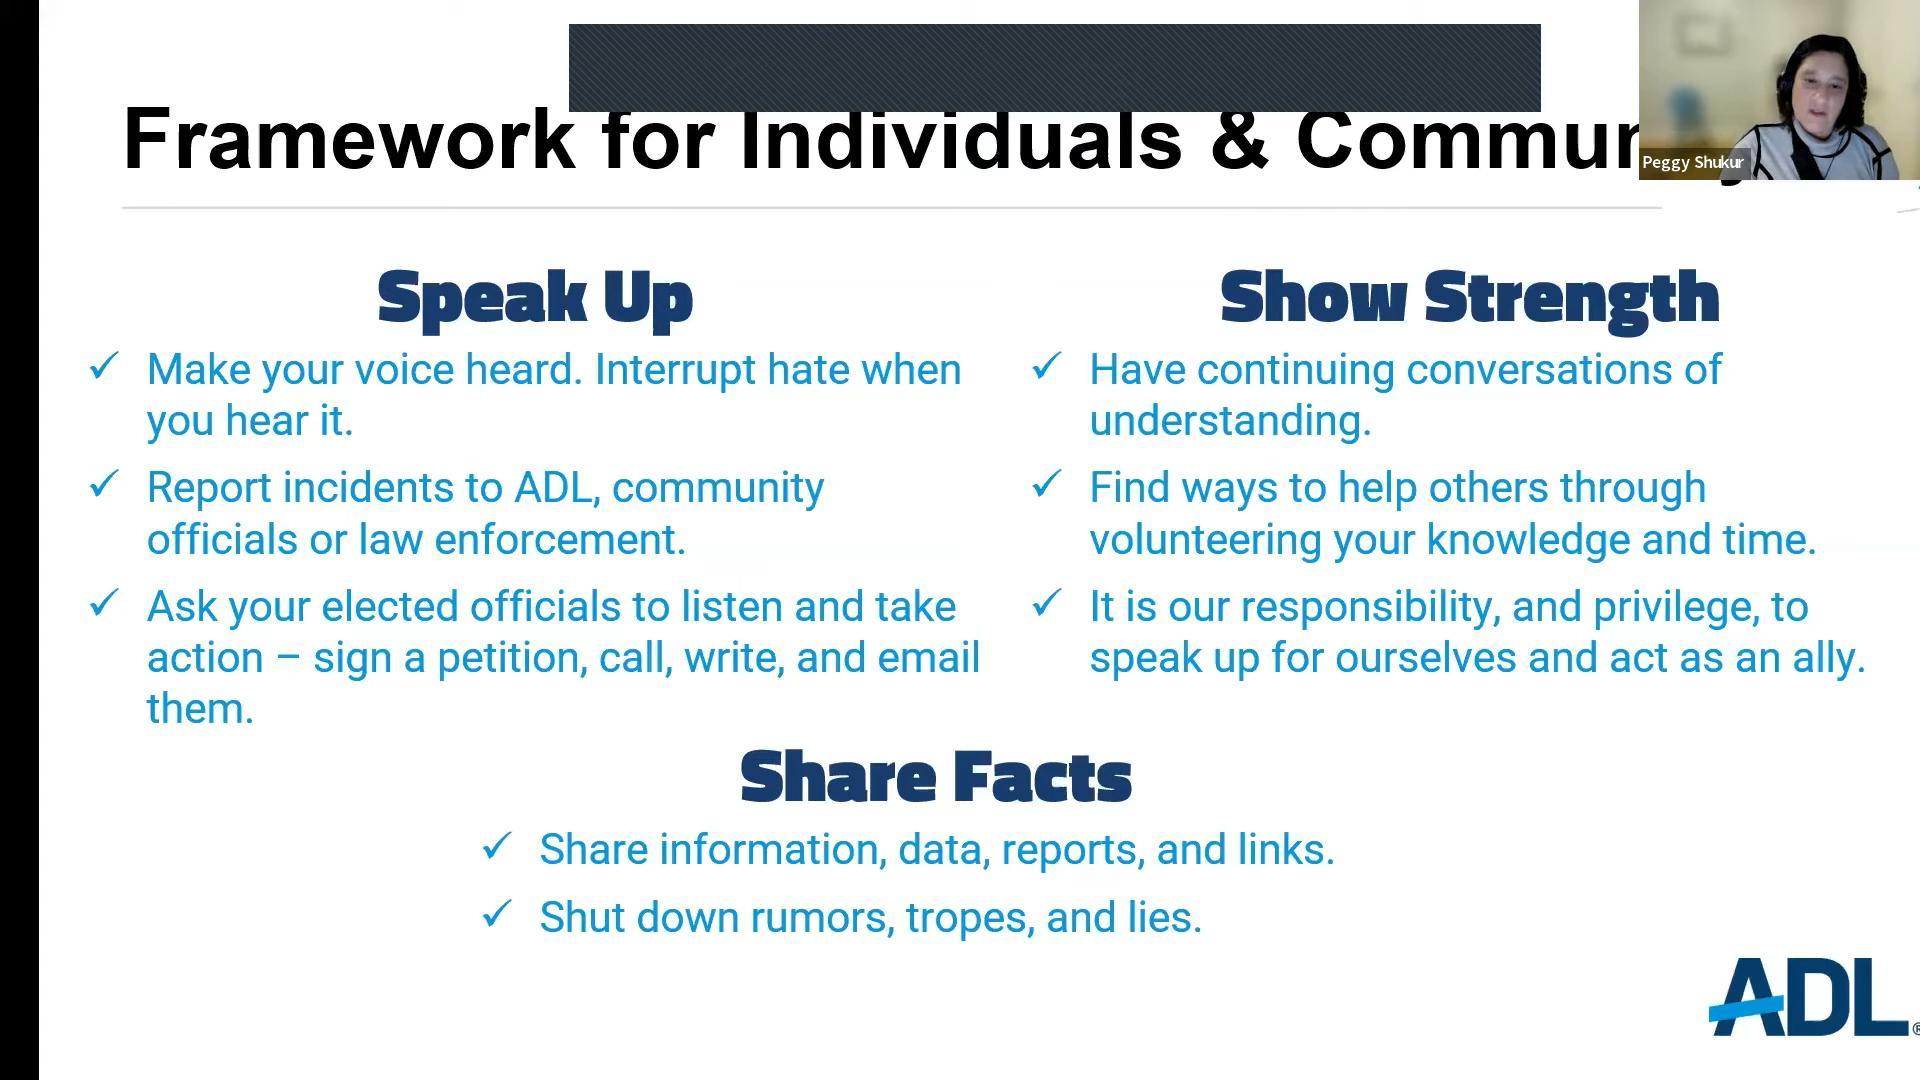 Framework for Individuals & Commun
Peggy Shukur
Speak Up
Make your voice heard. Interrupt hate when
you hear it.
Report incidents to ADL, community
officials or law enforcement.
Ask your elected officials to listen and take
action – sign a petition, call, write, and email
them.
Show Strength
Have continuing conversations of
understanding.
Find ways to help others through
volunteering your knowledge and time.
It is our responsibility, and privilege, to
speak up for ourselves and act as an ally.
Share Facts
Share information, data, reports, and links.
Shut down rumors, tropes, and lies.
ADL®